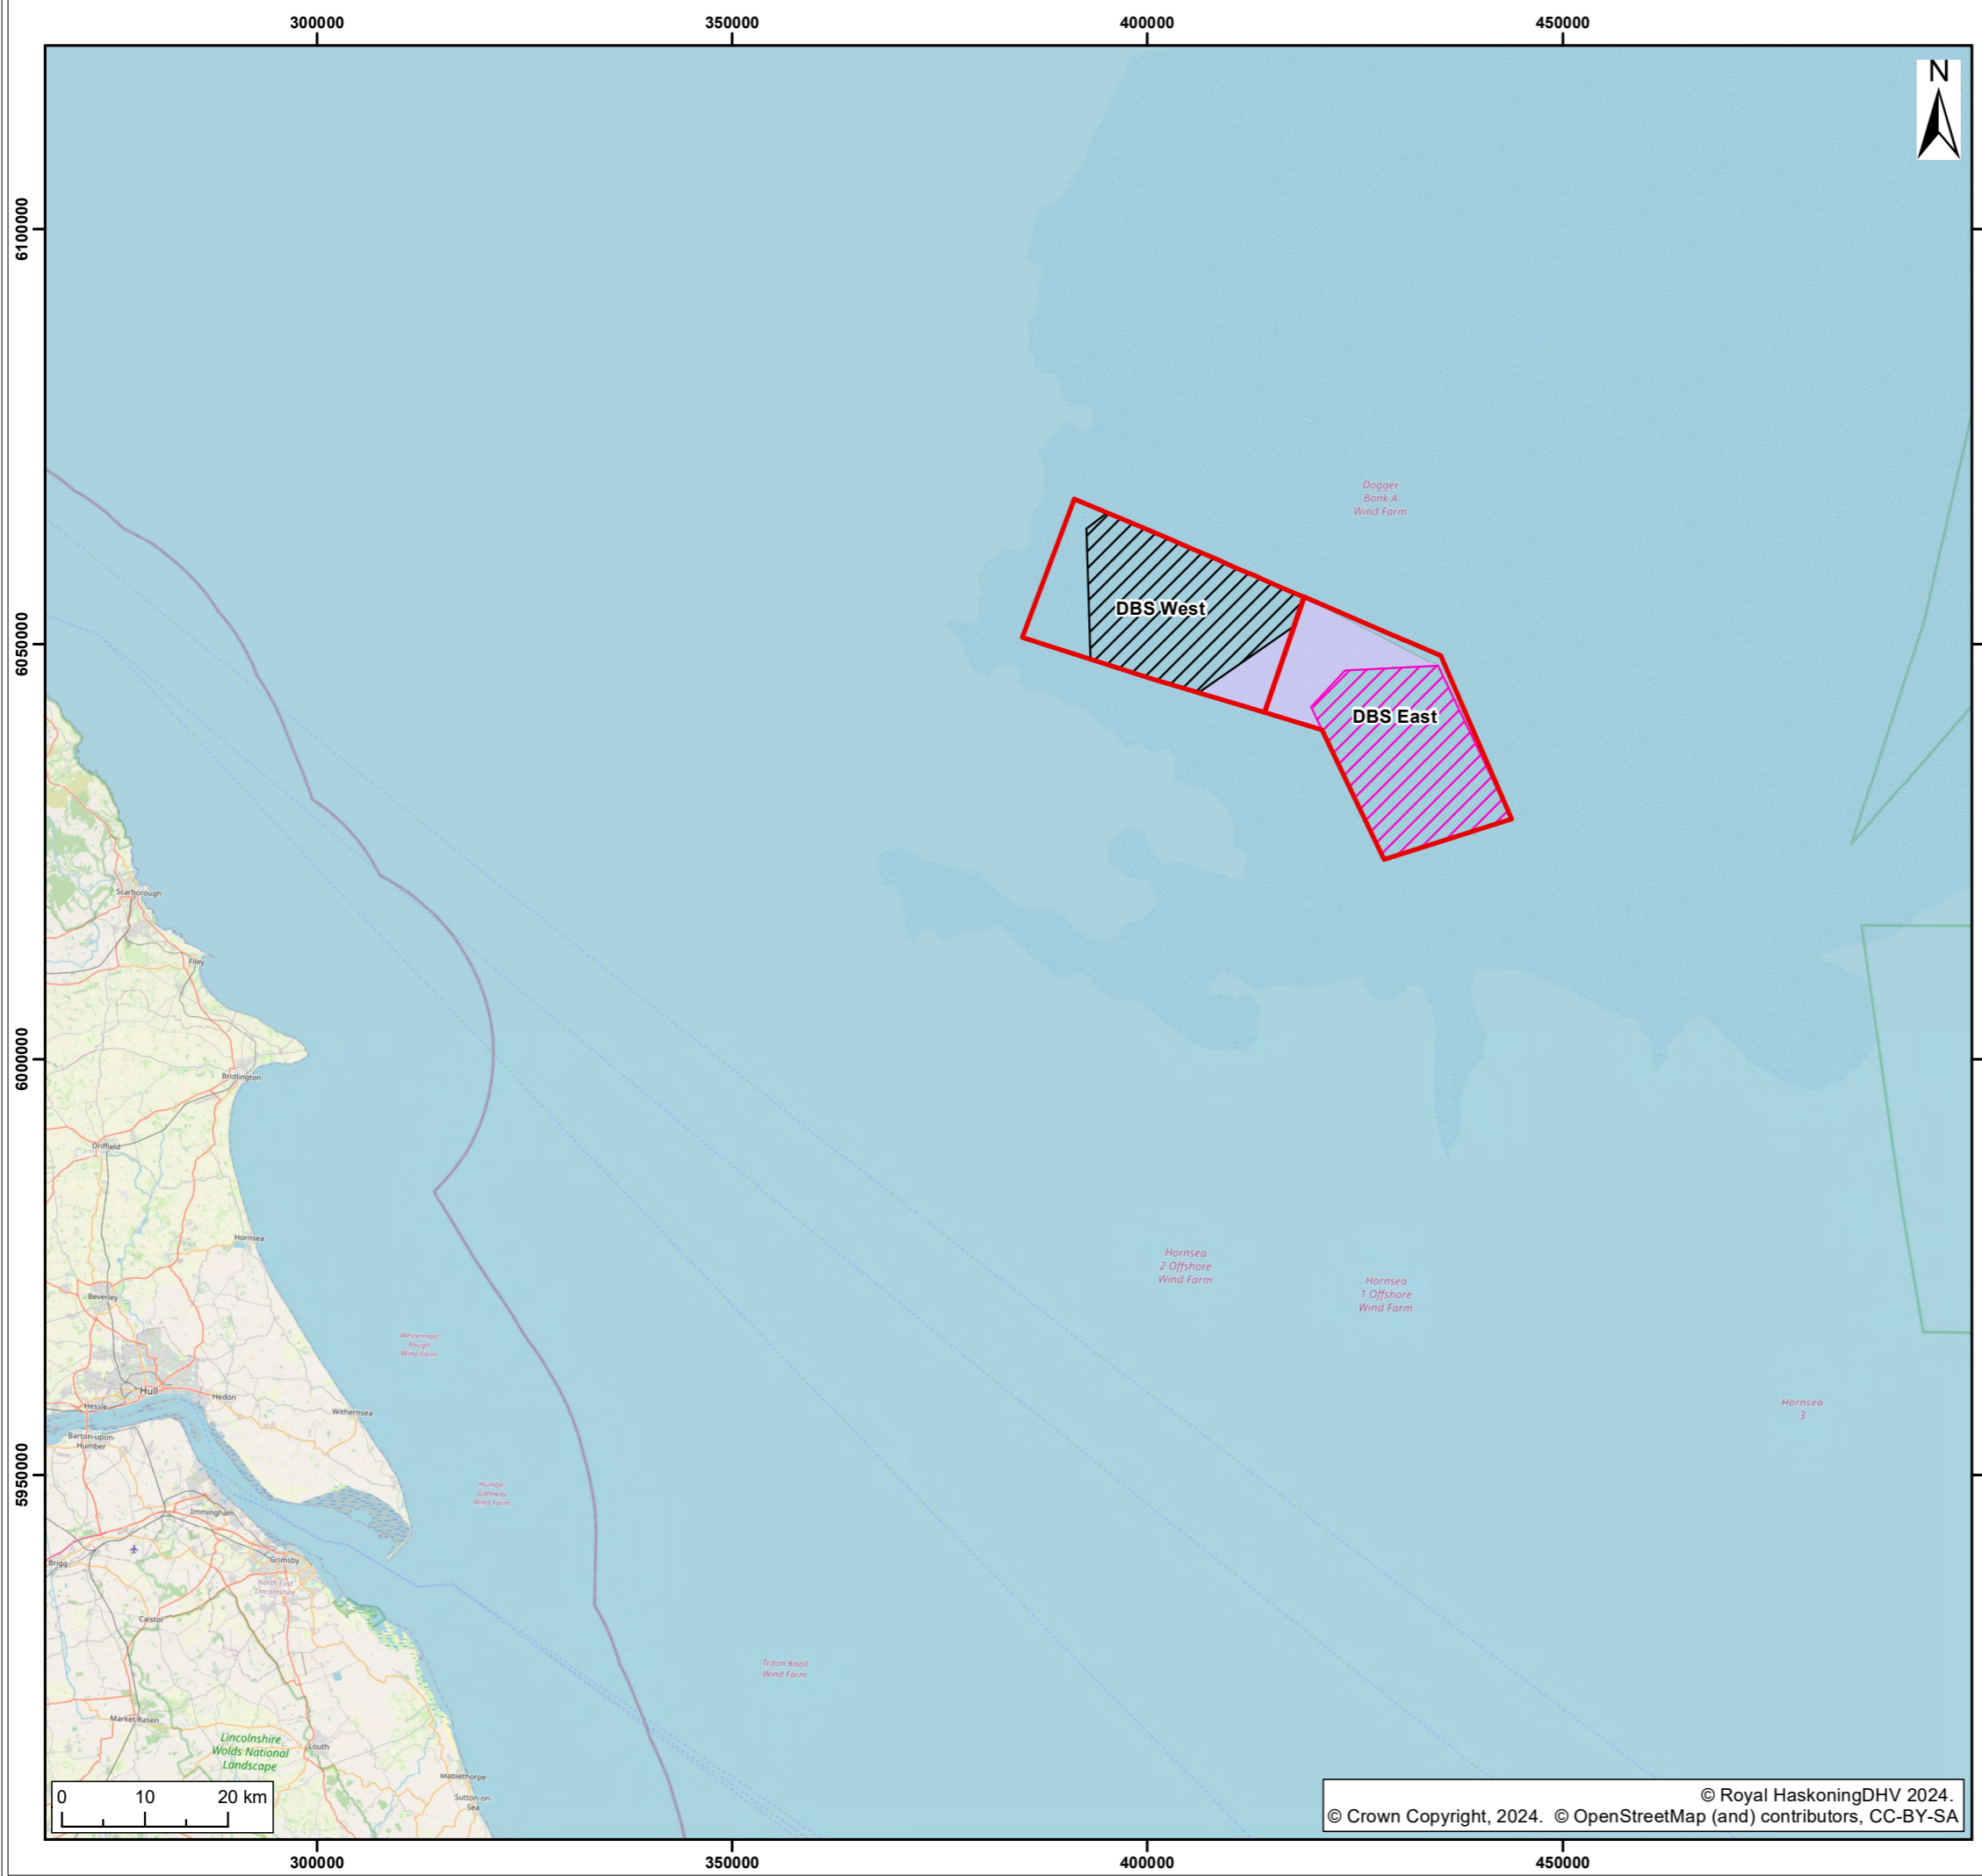 300000
350000
400000
450000
N
6100000
Dogger
Bank A
Wind Farm
DBS West
6050000
DBS East
Scarborough
Filey
6000000
Bridlington
Driffield
Hornsea
Hornsea
2 Offshore
Wind Farm
Hornsea
1 Offshore
Wind Farm
Beverley
Westermost
Rough
Wind Farm
Hull
Hedon
Hessle
Withernsea
Hornsea
3
Barton-upon-
Humber
5950000
Humber
Gateway
Wind Farm
Immingham
Grimsby
Brigg
North East
Lincolnshire
Caistor
Triton Knoll
Wind Farm
Market Rasen
Lincolnshire
Wolds National
Landscape
Louth
Mablethorpe
Sutton-on-
Sea
0 10 20 km
© Royal HaskoningDHV 2024.
© Crown Copyright, 2024. © OpenStreetMap (and) contributors, CC-BY-SA
300000
350000
400000
450000